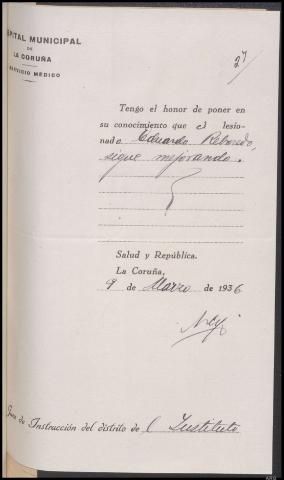 HOSPITAL MUNICIPAL
DE
LA CORUÑA
SERVICIO MÉDICO
27
Tengo el honor de poner en
su conocimiento que el lesio-
nado Eduardo Reboredo,
sigue mejorando.
Salud y República.
La Coruña,
9 de Marzo de 1936
Juez de Instrucción del distrito de l Instituto